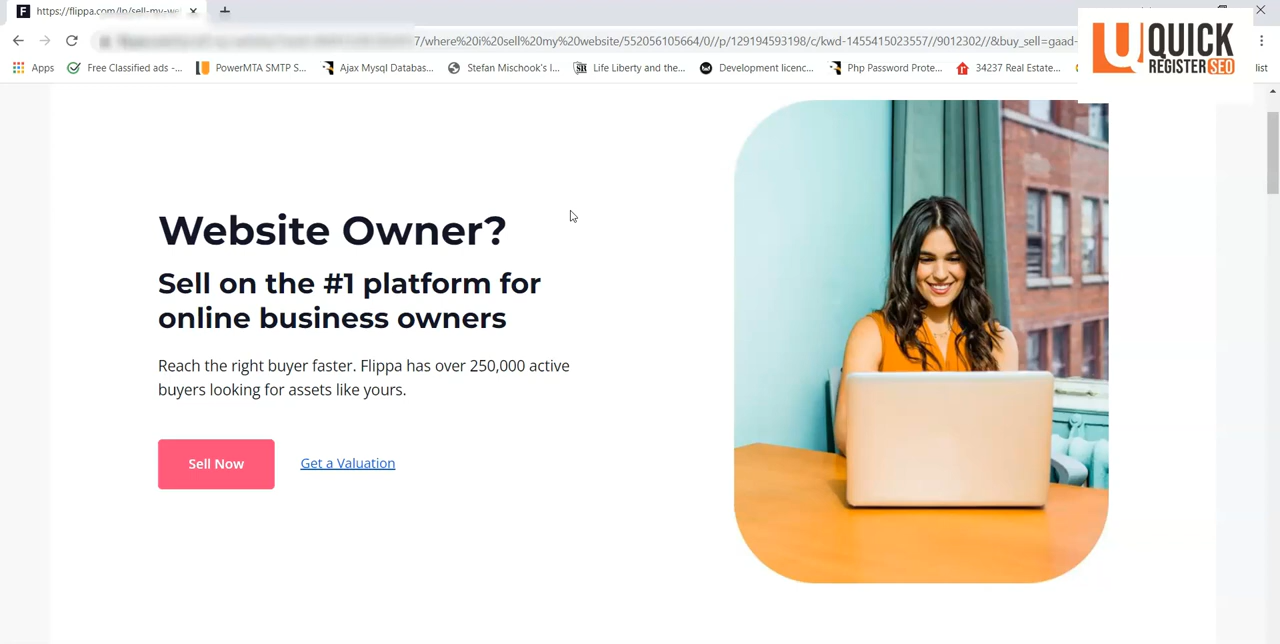 https://flippa.com/lp/sell-my-we
7/where%20i%20sell%20my%20website/552056105664/0//p/129194593198/c/kwd-1455415023557//9012302//&buy_sell=gaad-
Apps
Free Classified ads -...
PowerMTA SMTP S...
Ajax Mysql Databas...
Stefan Mischook's I...
Life Liberty and the...
Development licenc...
Php Password Prote...
34237 Real Estate...
list
QUICK
REGISTER SEO
Website Owner?
Sell on the #1 platform for
online business owners
Reach the right buyer faster. Flippa has over 250,000 active
buyers looking for assets like yours.
Sell Now
Get a Valuation